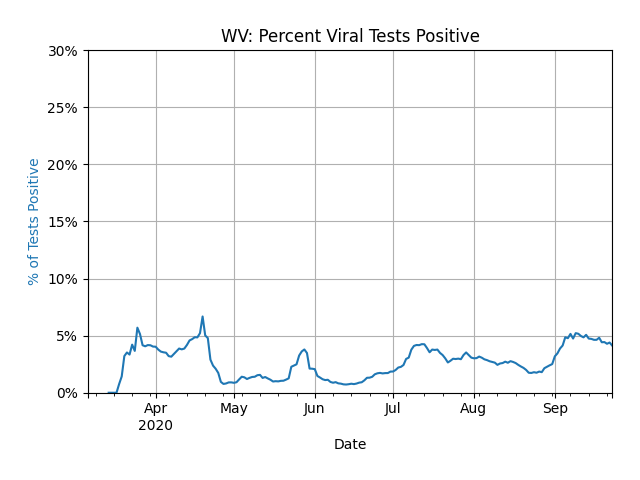 WV: Percent Viral Tests Positive
30%
25%
20%
15%
10%
5%
0%
% of Tests Positive
Apr May Jun Jul Aug Sep
2020
Date